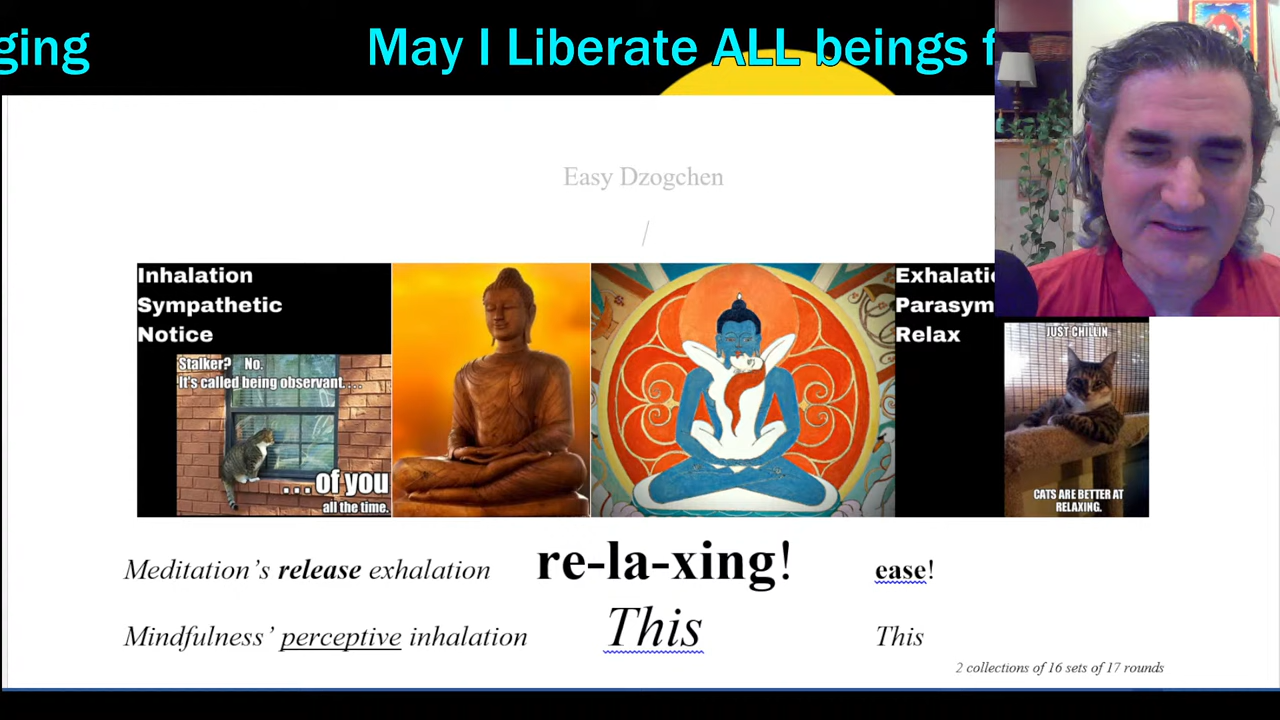 ging May I Liberate ALL beings f
Easy Dzogchen
/
Inhalation
Sympathetic
Notice
Stalker? No.
It's called being observant. . . .
. . . of you
all the time.
Exhalati
Parasym
Relax
JUST CHILLIN
CATS ARE BETTER AT
RELAXING.
Meditation’s release exhalation re-la-xing! ease!
Mindfulness’ perceptive inhalation This This
2 collections of 16 sets of 17 rounds